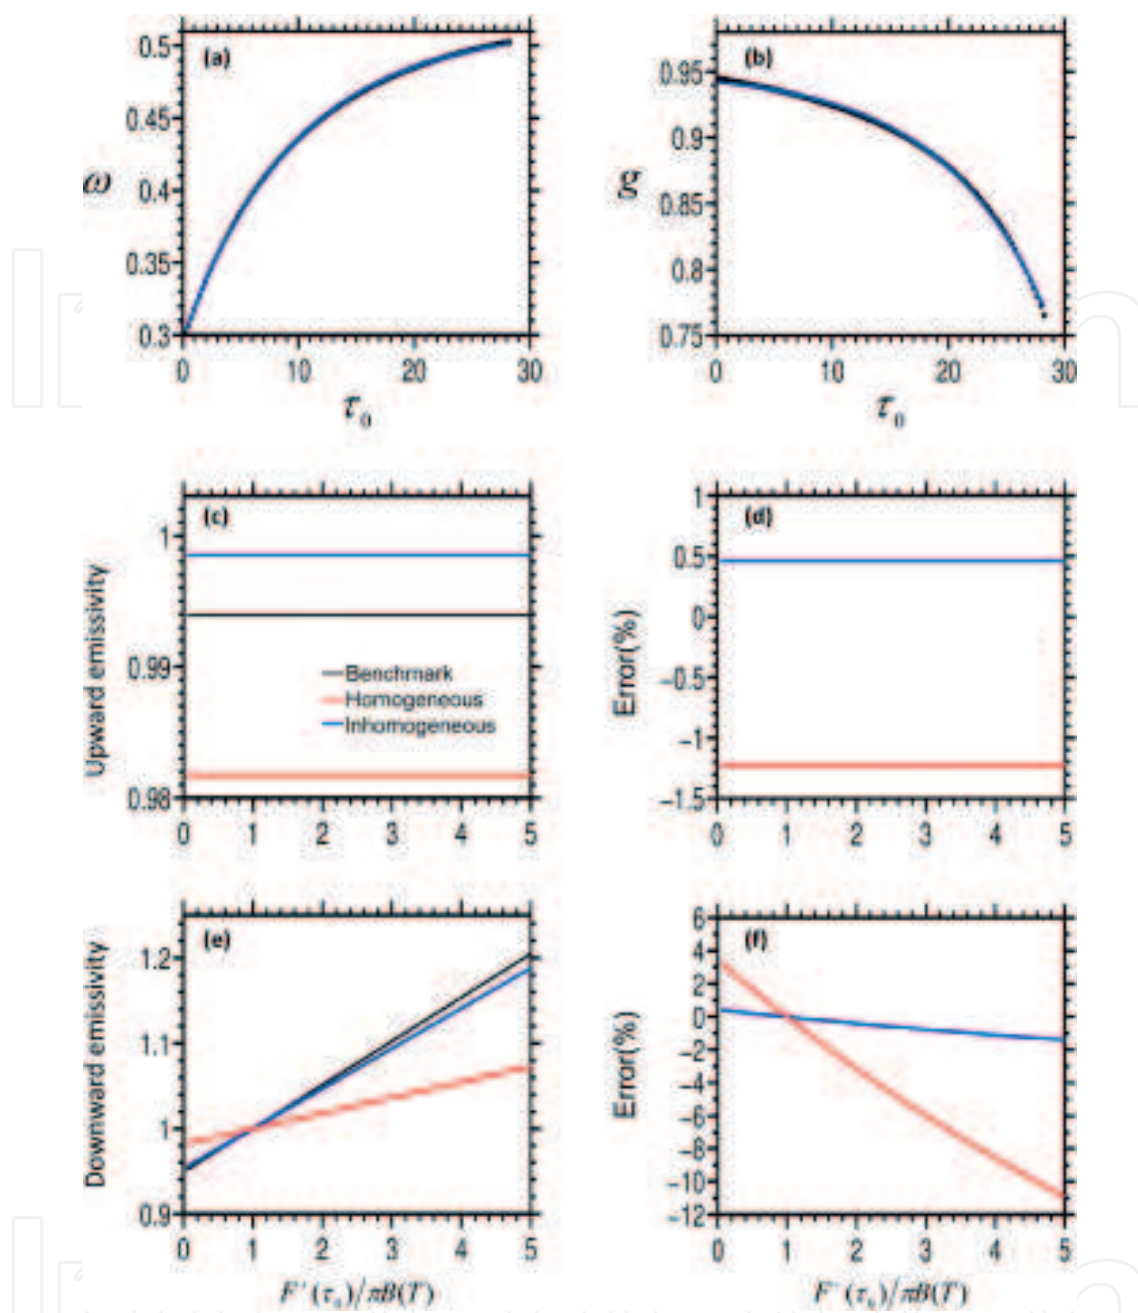 (a)
0.5
0.45
0.4
0.35
0.3
ω
0 10 20 30
τ₀
(b)
0.95
0.9
0.85
0.8
0.75
g
0 10 20 30
τ₀
(c)
1
0.99
0.98
Upward emissivity
Benchmark
Homogeneous
Inhomogeneous
0 1 2 3 4 5
(d)
1
0.5
0
−0.5
−1
−1.5
Error(%)
0 1 2 3 4 5
(e)
1.2
1.1
1
0.9
Downward emissivity
0 1 2 3 4 5
(f)
6
4
2
0
−2
−4
−6
−8
−10
−12
Error(%)
0 1 2 3 4 5